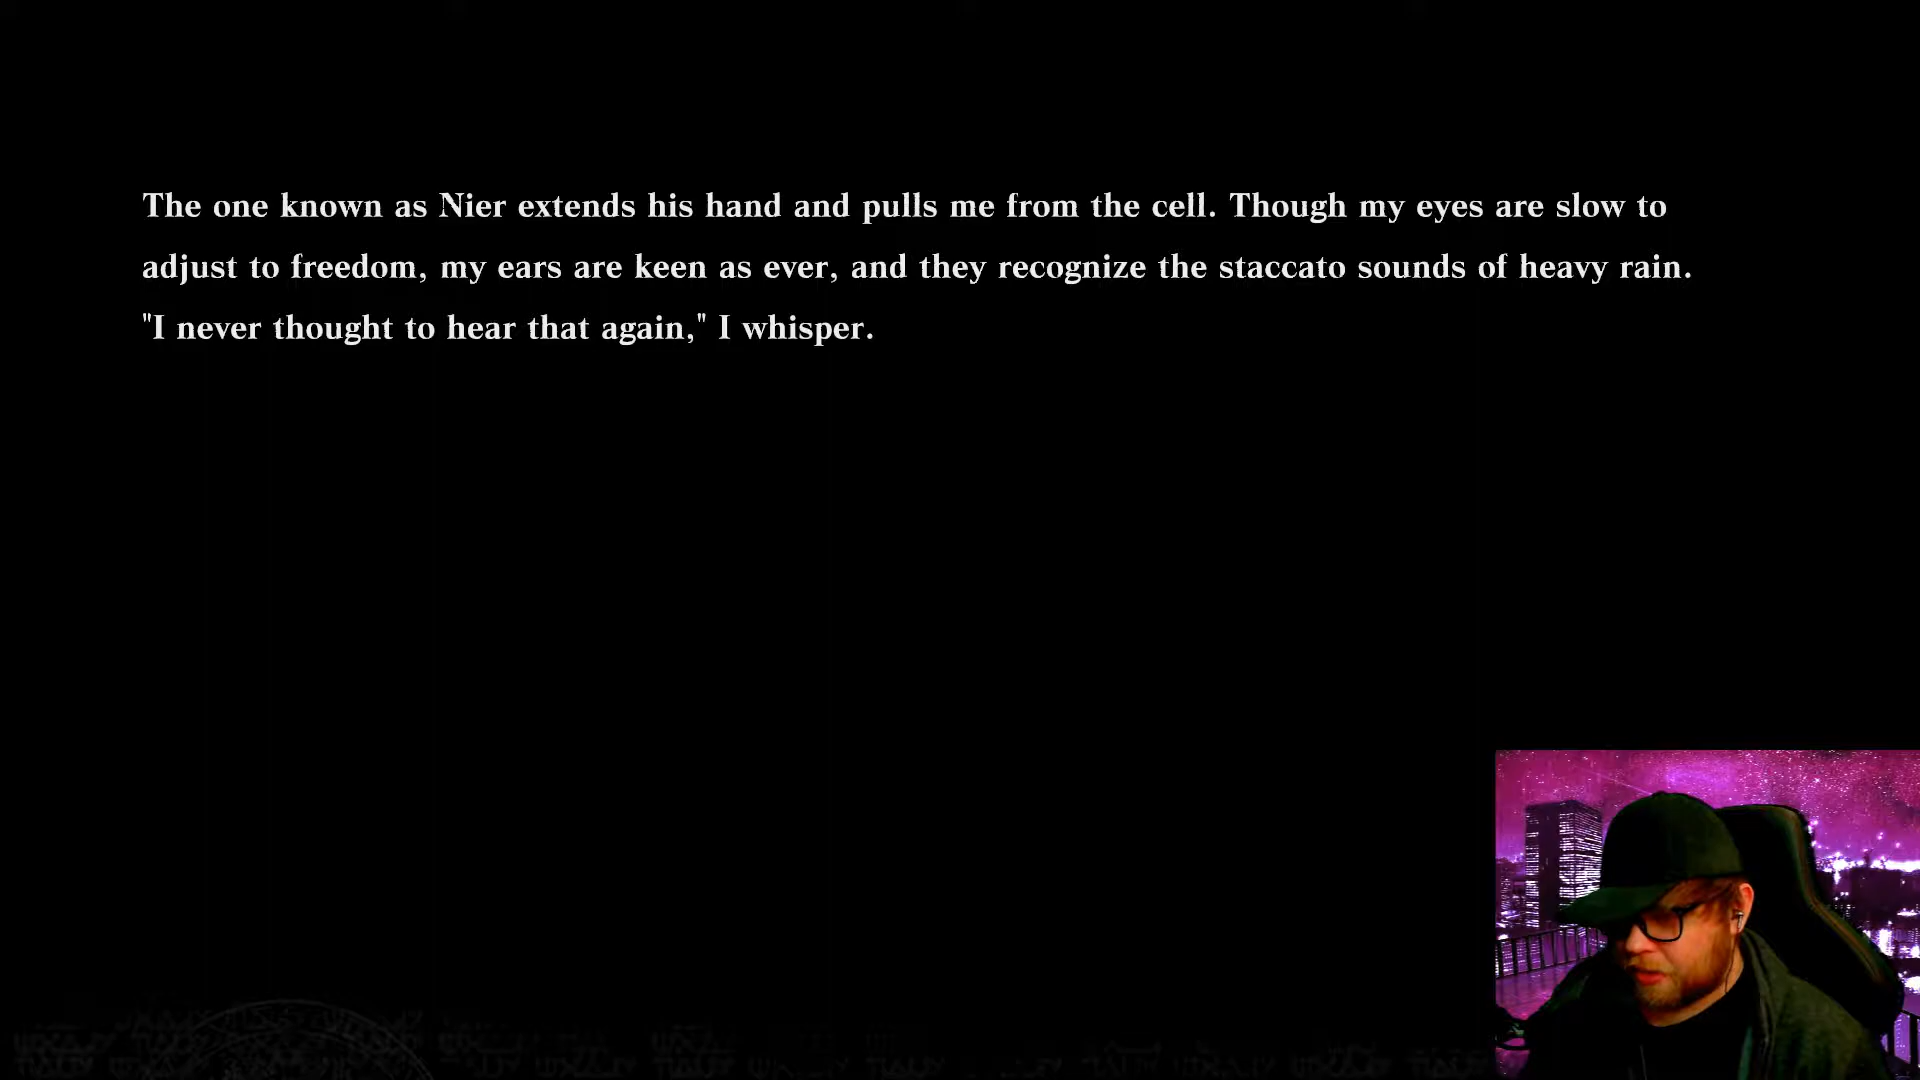 The one known as Nier extends his hand and pulls me from the cell. Though my eyes are slow to
adjust to freedom, my ears are keen as ever, and they recognize the staccato sounds of heavy rain.
"I never thought to hear that again," I whisper.